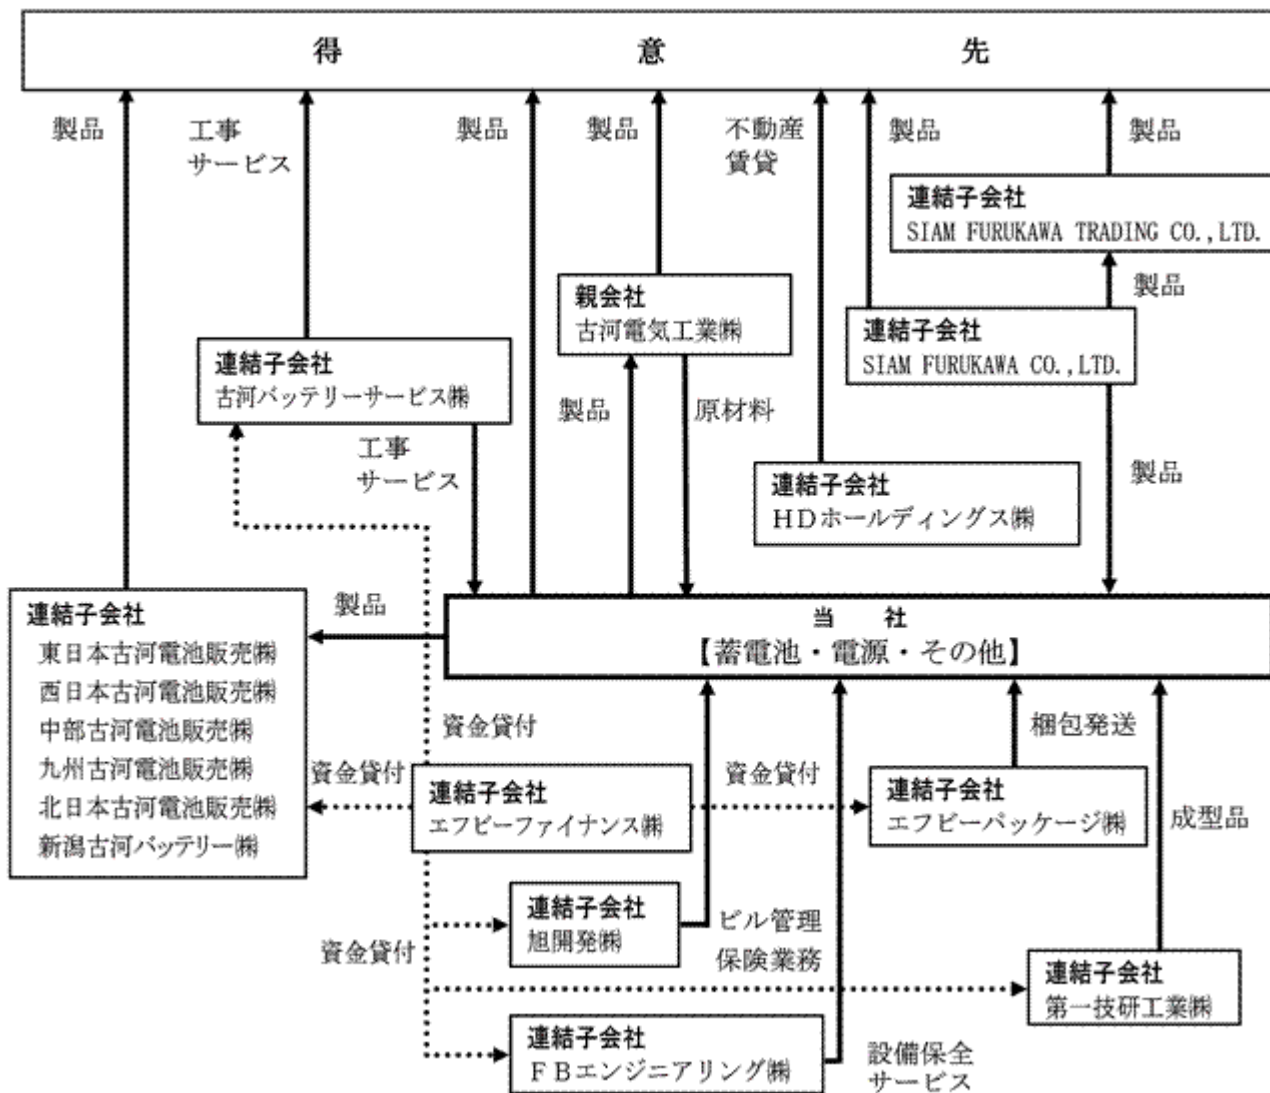 得意先
製品
工事
サービス
製品
製品
不動産
賃貸
製品
製品
連結子会社
SIAM FURUKAWA TRADING CO.,LTD.
製品
親会社
古河電気工業㈱
連結子会社
SIAM FURUKAWA CO.,LTD.
連結子会社
古河バッテリーサービス㈱
製品
原材料
工事
サービス
製品
連結子会社
HDホールディングス㈱
連結子会社
東日本古河電池販売㈱
西日本古河電池販売㈱
中部古河電池販売㈱
九州古河電池販売㈱
北日本古河電池販売㈱
新潟古河バッテリー㈱
製品
当社
【蓄電池・電源・その他】
資金貸付
梱包発送
資金貸付
連結子会社
エフビーファイナンス㈱
資金貸付
連結子会社
エフビーパッケージ㈱
成型品
連結子会社
旭開発㈱
ビル管理
保険業務
資金貸付
連結子会社
第一技研工業㈱
連結子会社
FBエンジニアリング㈱
設備保全
サービス